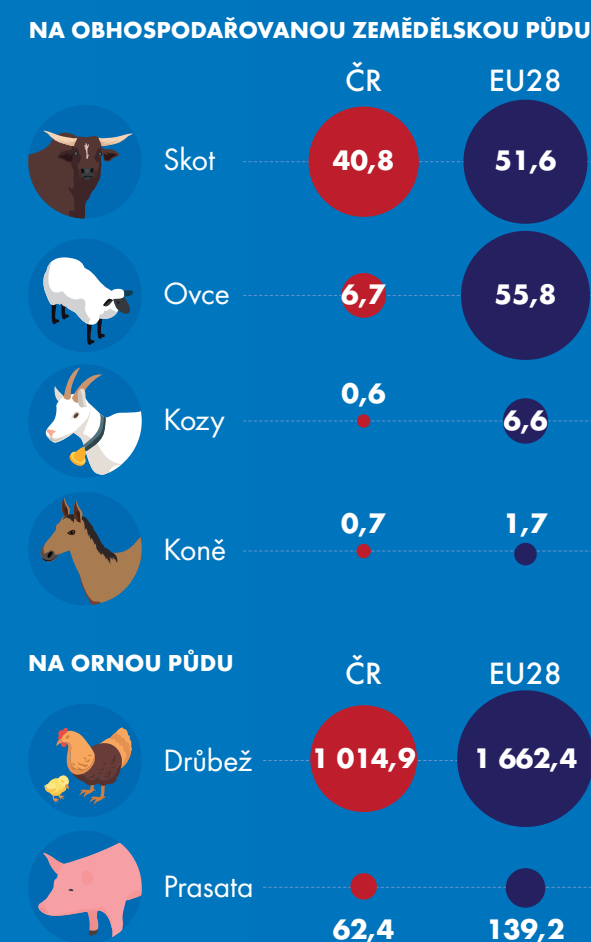 NA OBHOSPODAŘOVANOU ZEMĚDĚLSKOU PŮDU
ČR EU28
Skot 40,8 51,6
Ovce 6,7 55,8
Kozy 0,6 6,6
Koně 0,7 1,7
NA ORNOU PŮDU
ČR EU28
Drůbež 1 014,9 1 662,4
Prasata 62,4 139,2